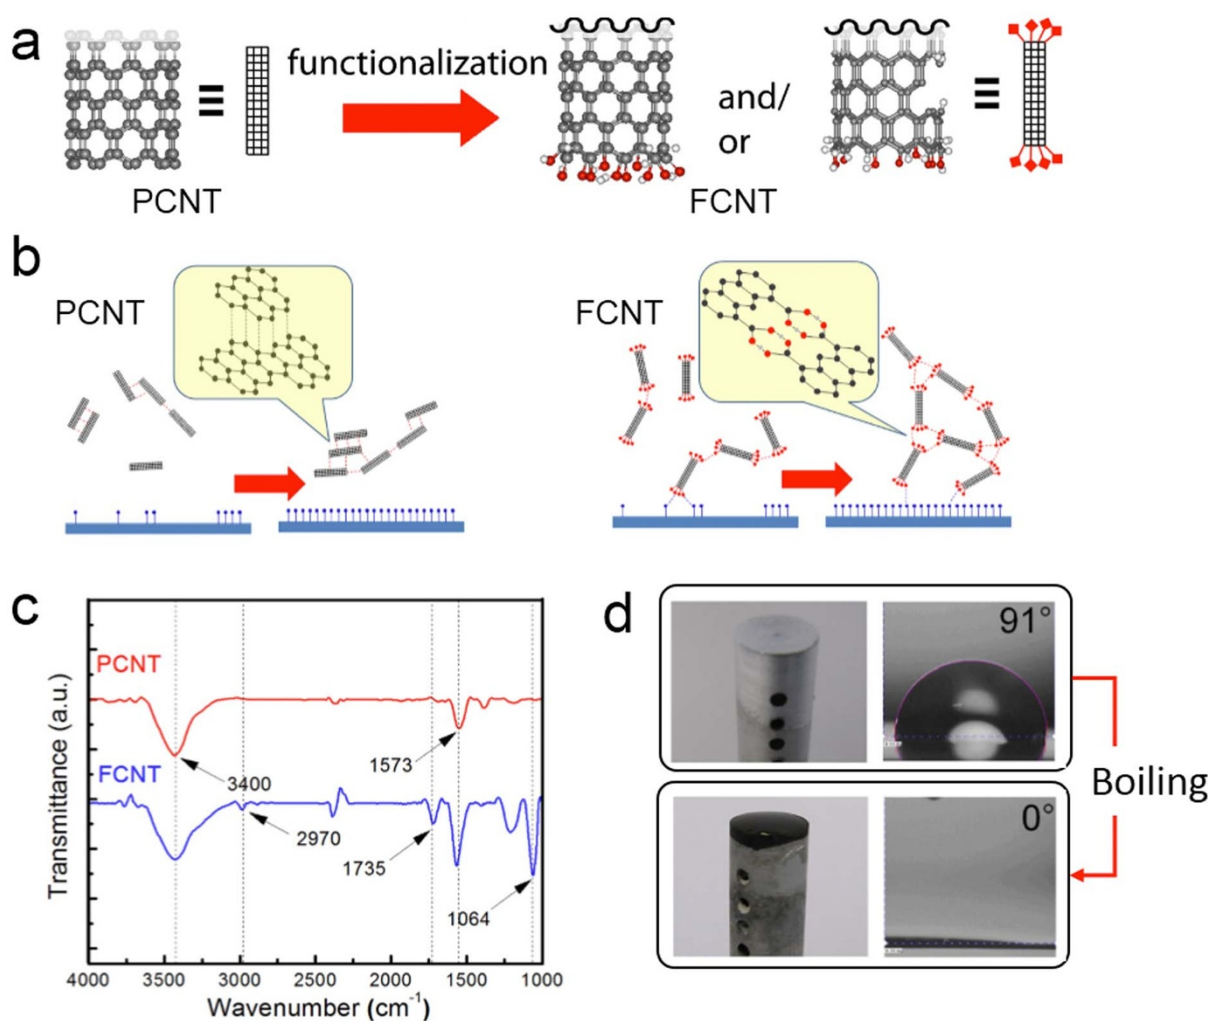 a
functionalization
and/
or
PCNT
FCNT
b
PCNT
FCNT
c
PCNT
FCNT
3400
2970
1735
1573
1064
Transmittance (a.u.)
4000 3500 3000 2500 2000 1500 1000
Wavenumber (cm⁻¹)
d
91°
0°
Boiling